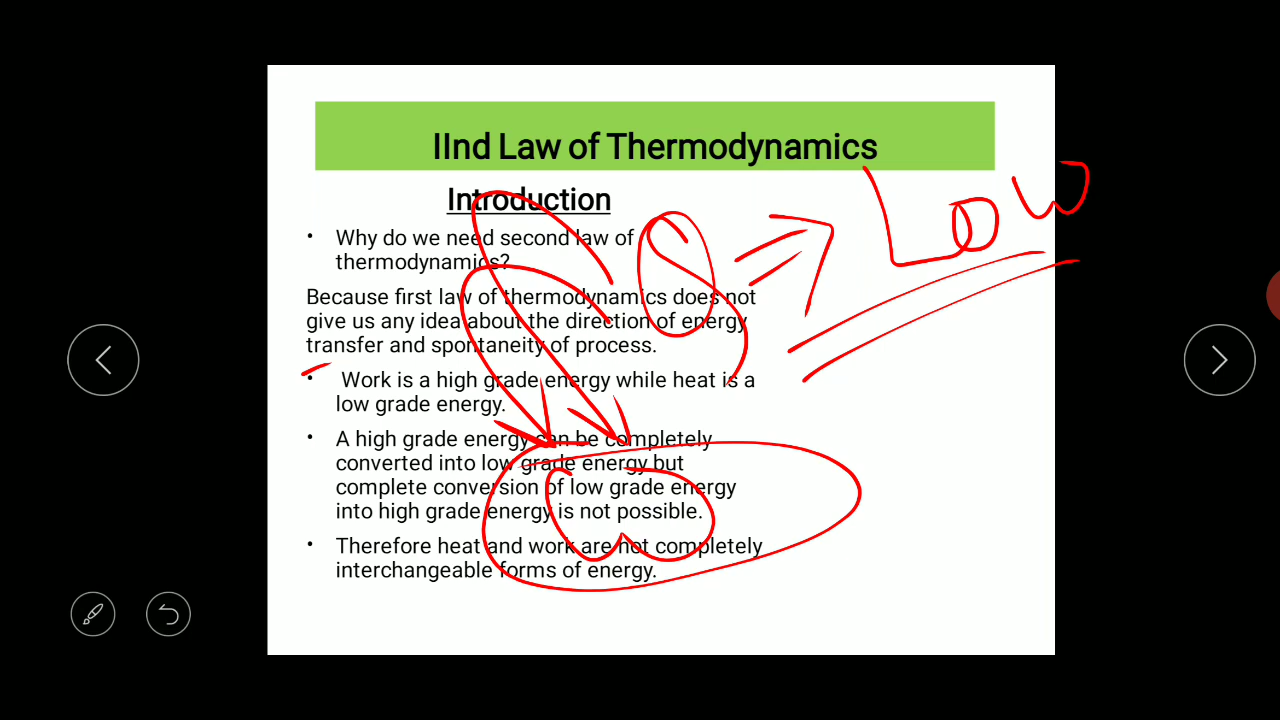 IInd Law of Thermodynamics
Introduction
• Why do we need second law of
thermodynamics?
Because first law of thermodynamics does not
give us any idea about the direction of energy
transfer and spontaneity of process.
• Work is a high grade energy while heat is a
low grade energy.
• A high grade energy can be completely
converted into low grade energy but
complete conversion of low grade energy
into high grade energy is not possible.
• Therefore heat and work are not completely
interchangeable forms of energy.
Q ⇒ Low
W